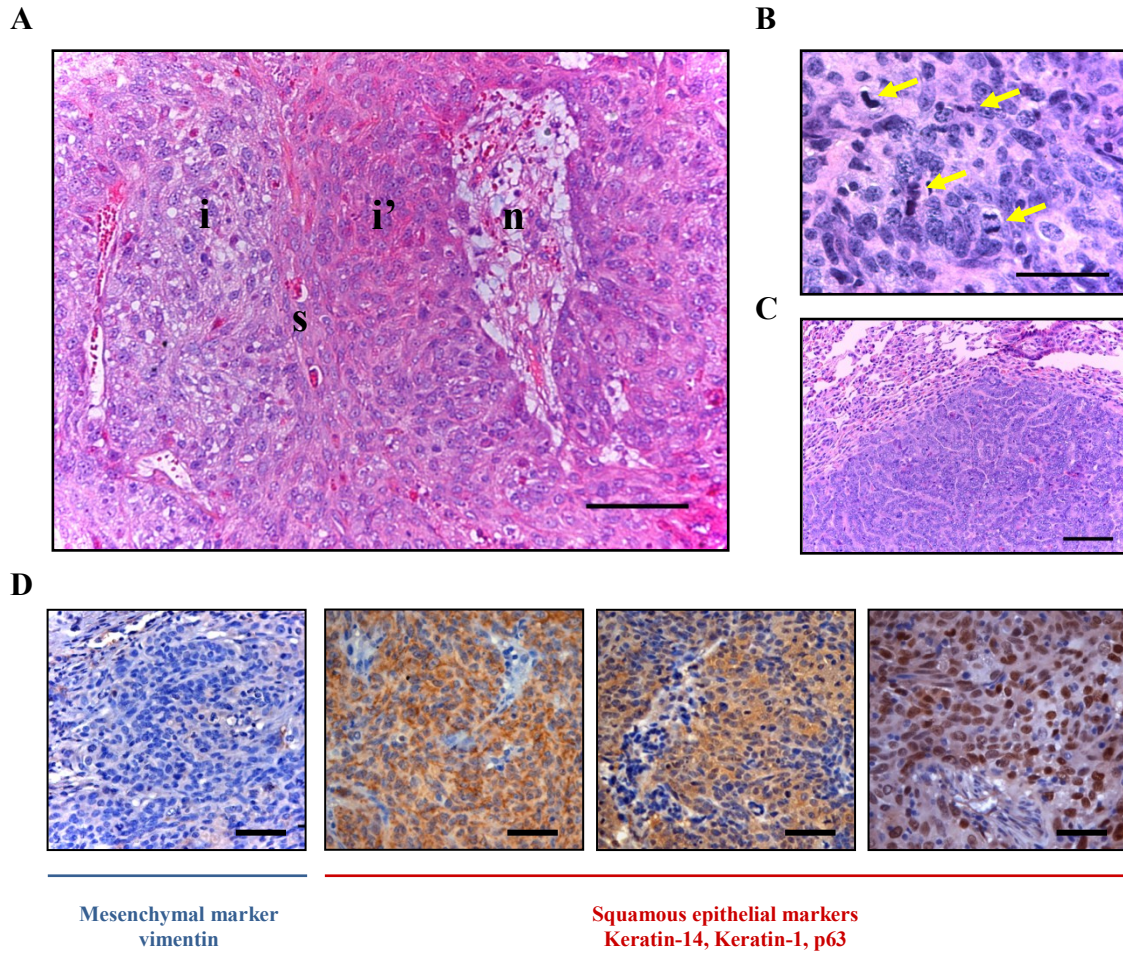 A
B
i
i’
n
s
C
D
Mesenchymal marker
vimentin
Squamous epithelial markers
Keratin-14, Keratin-1, p63